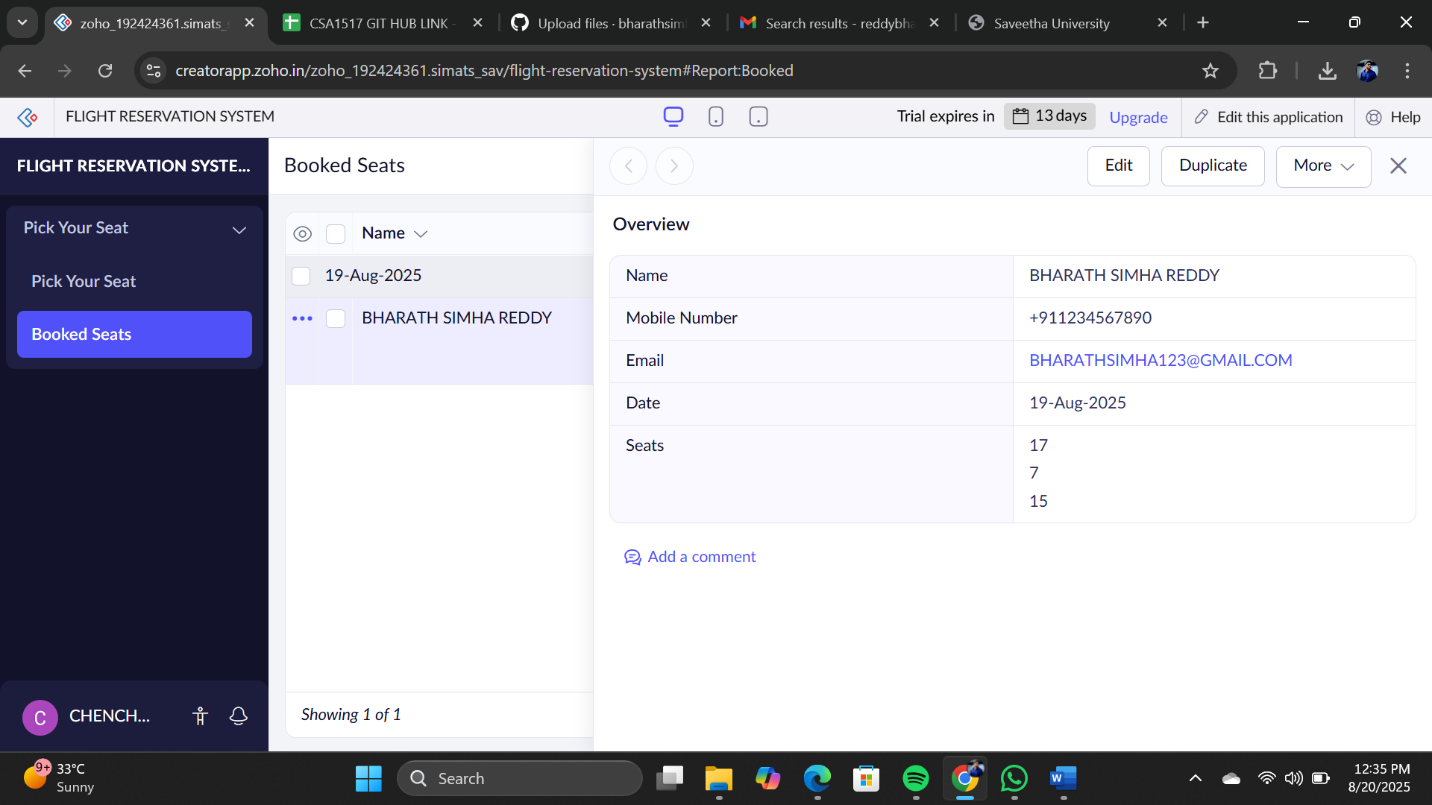 zoho_192424361.simats_s
CSA1517 GIT HUB LINK -
Upload files · bharathsiml
Search results - reddybha
Saveetha University
creatorapp.zoho.in/zoho_192424361.simats_sav/flight-reservation-system#Report:Booked
FLIGHT RESERVATION SYSTEM
Trial expires in
13 days
Upgrade
Edit this application
Help
FLIGHT RESERVATION SYSTE...
Booked Seats
Edit
Duplicate
More
Pick Your Seat
Pick Your Seat
Booked Seats
Name
19-Aug-2025
BHARATH SIMHA REDDY
Showing 1 of 1
Overview
Name BHARATH SIMHA REDDY
Mobile Number +911234567890
Email BHARATHSIMHA123@GMAIL.COM
Date 19-Aug-2025
Seats 17
7
15
Add a comment
C CHENCH...
9+ 33°C
Sunny
Search
W
12:35 PM
8/20/2025